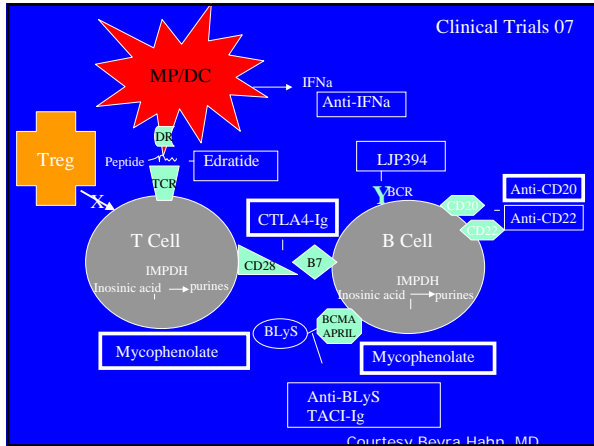 Clinical Trials 07
MP/DC
IFNa
Anti-IFNa
DR
Treg
Peptide
Edratide
LJP394
TCR
BCR
X
CD20
Anti-CD20
CTLA4-Ig
Anti-CD22
CD22
T Cell
B Cell
CD28
B7
IMPDH
Inosinic acid
purines
IMPDH
Inosinic acid
purines
BCMA
APRIL
BLyS
Mycophenolate
Mycophenolate
Anti-BLyS
TACI-Ig
Courtesy Bevra Hahn, MD